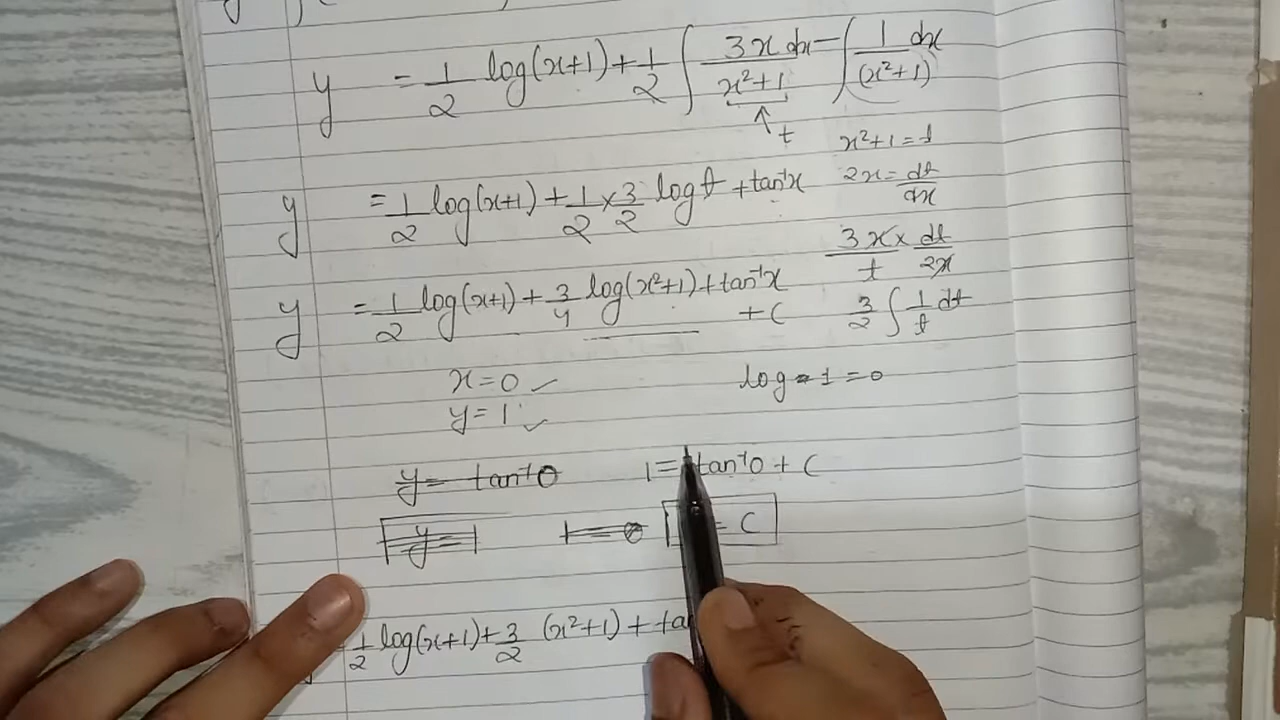 y = 1/2 log(x+1) + 1/2 ∫ 3x dx/x²+1 - ∫ 1 dx/(x²+1)
↑ t
x²+1 = t
y = 1/2 log(x+1) + 1/2 × 3/2 log t + tan⁻¹x
2x = dt/dx
3x/t × dt/2x
y = 1/2 log(x+1) + 3/4 log(x²+1) + tan⁻¹x
+ C
3/2 ∫ 1/t dt
x = 0 ✓
log 1 = 0
y = 1 ✓
y = tan⁻¹0
1 = tan⁻¹0 + C
y = 1
1 = 0
= C
1/2 log(x+1) + 3/2 (x²+1) + ta